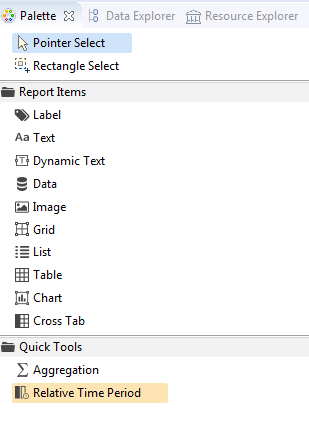 Palette Data Explorer Resource Explorer
Pointer Select
Rectangle Select
Report Items
Label
Aa Text
Dynamic Text
Data
Image
Grid
List
Table
Chart
Cross Tab
Quick Tools
Aggregation
Relative Time Period